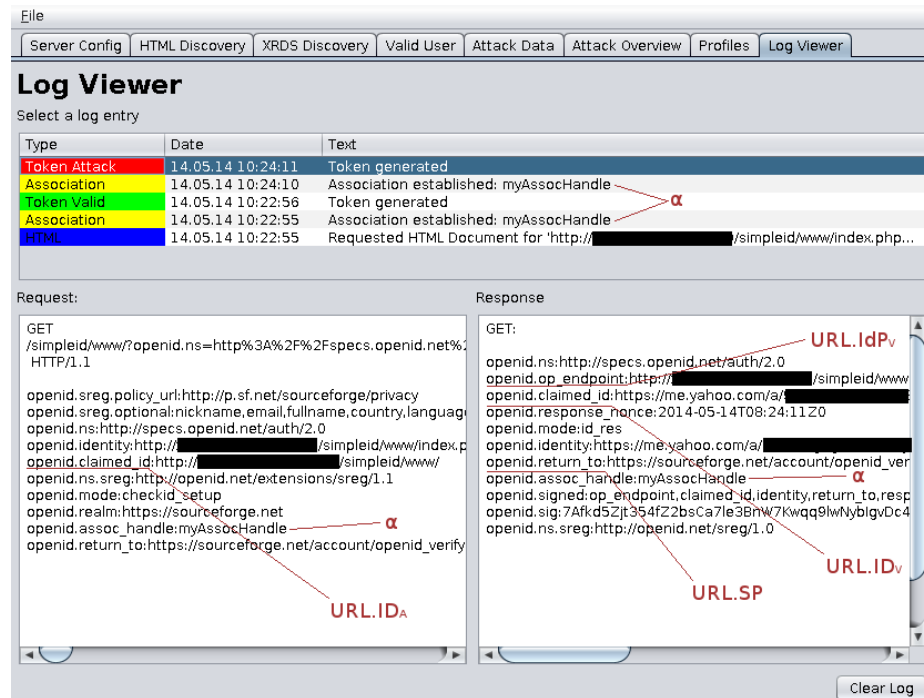 File
Server Config HTML Discovery XRDS Discovery Valid User Attack Data Attack Overview Profiles Log Viewer
Log Viewer
Select a log entry
Type Date Text
Token Attack 14.05.14 10:24:11 Token generated
Association 14.05.14 10:24:10 Association established: myAssocHandle
α
Token Valid 14.05.14 10:22:56 Token generated
Association 14.05.14 10:22:55 Association established: myAssocHandle
HTML 14.05.14 10:22:55 Requested HTML Document for 'http:// /simpleid/www/index.php...
Request:
GET
/simpleid/www/?openid.ns=http%3A%2F%2Fspecs.openid.net%2
HTTP/1.1
openid.sreg.policy_url:http://p.sf.net/sourceforge/privacy
openid.sreg.optional:nickname,email,fullname,country,language
openid.ns:http://specs.openid.net/auth/2.0
openid.identity:http:// /simpleid/www/index.p
openid.claimed_id:http:// /simpleid/www/
openid.ns.sreg:http://openid.net/extensions/sreg/1.1
openid.mode:checkid_setup
openid.realm:https://sourceforge.net
openid.assoc_handle:myAssocHandle
α
openid.return_to:https://sourceforge.net/account/openid_verify
URL.IDA
Response
GET:
URL.IdPV
openid.ns:http://specs.openid.net/auth/2.0
openid.op_endpoint:http:// /simpleid/www
openid.claimed_id:https://me.yahoo.com/a/
openid.response_nonce:2014-05-14T08:24:11Z0
openid.mode:id_res
openid.identity:https://me.yahoo.com/a/
openid.return_to:https://sourceforge.net/account/openid_ver
openid.assoc_handle:myAssocHandle
α
openid.signed:op_endpoint,claimed_id,identity,return_to,resp
openid.sig:7Afkd5Zjt354fZ2bsCa7le3BnW7Kwqq9lwNyblgvDc4
openid.ns.sreg:http://openid.net/sreg/1.0
URL.IDV
URL.SP
Clear Log